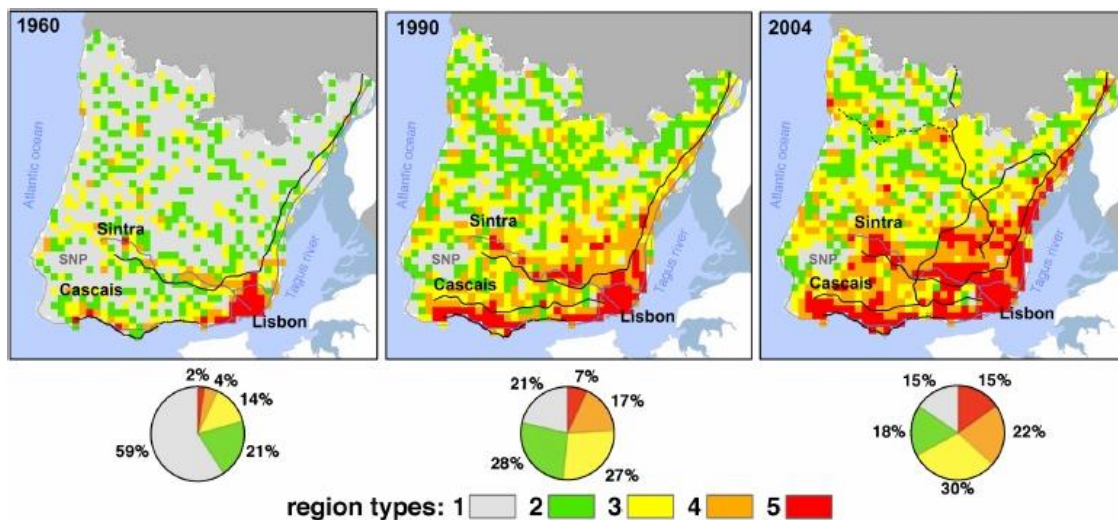 1960
Atlantic ocean
Sintra
SNP
Cascais
Lisbon
Tagus river
1990
Atlantic ocean
Sintra
SNP
Cascais
Lisbon
Tagus river
2004
Atlantic ocean
Sintra
SNP
Cascais
Lisbon
Tagus river
2%
4%
14%
21%
59%
7%
17%
27%
28%
21%
15%
22%
30%
18%
15%
region types: 1 2 3 4 5